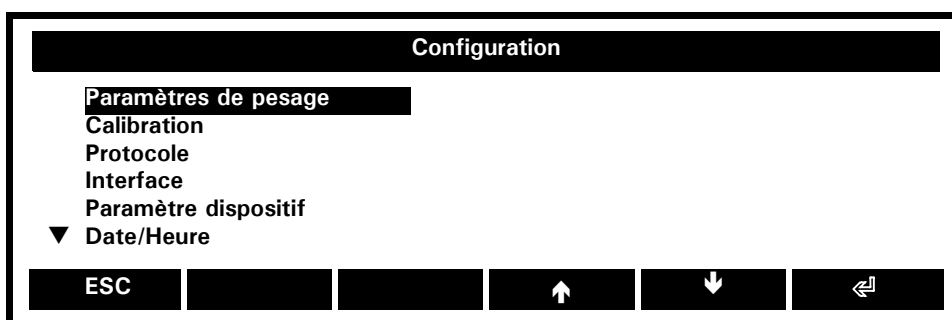 Configuration
Paramètres de pesage
Calibration
Protocole
Interface
Paramètre dispositif
▼ Date/Heure
ESC